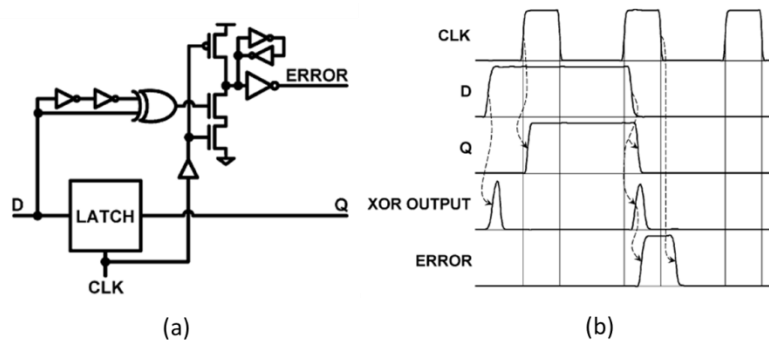 ERROR
D
LATCH
Q
CLK
(a)
CLK
D
Q
XOR OUTPUT
ERROR
(b)